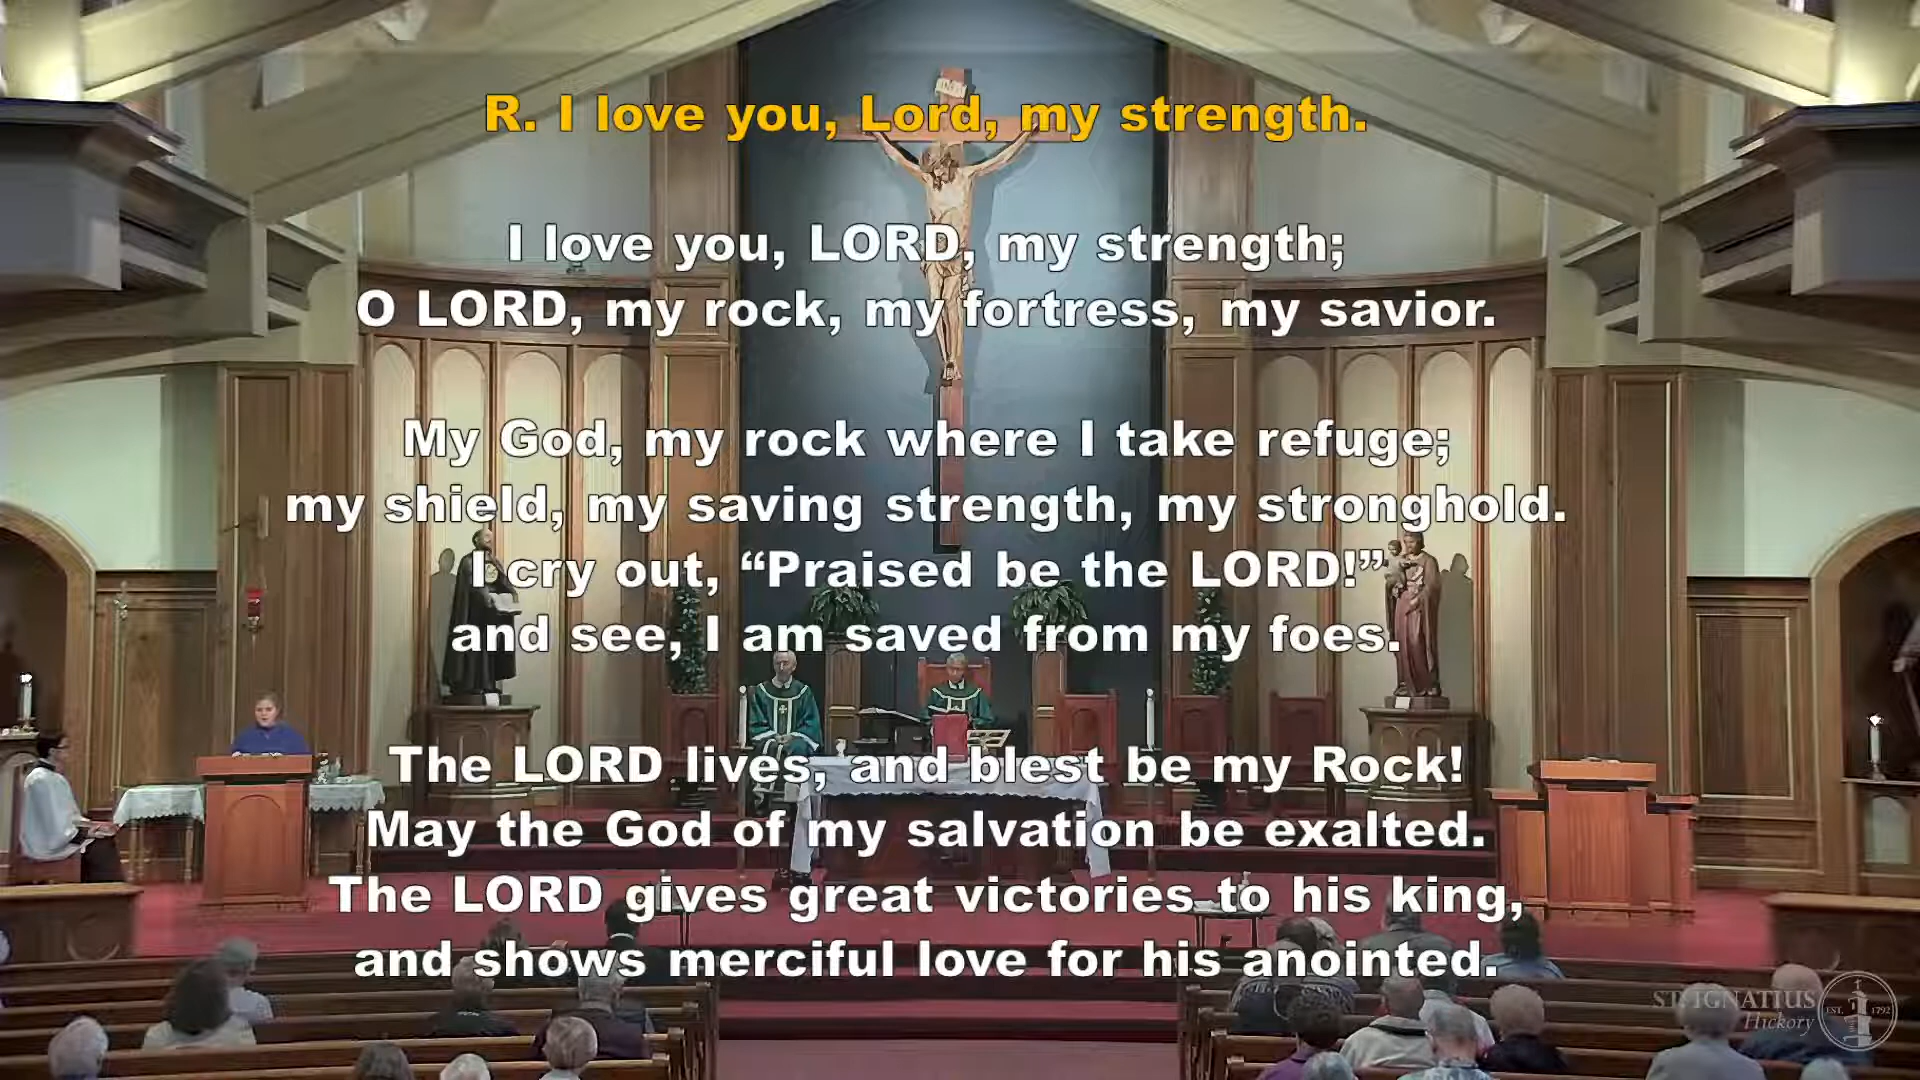 R. I love you, Lord, my strength.
I love you, LORD, my strength;
O LORD, my rock, my fortress, my savior.
My God, my rock where I take refuge;
my shield, my saving strength, my stronghold.
I cry out, “Praised be the LORD!”
and see, I am saved from my foes.
The LORD lives, and blest be my Rock!
May the God of my salvation be exalted.
The LORD gives great victories to his king,
and shows merciful love for his anointed.
ST. IGNATIUS
Hickory
EST. 1792